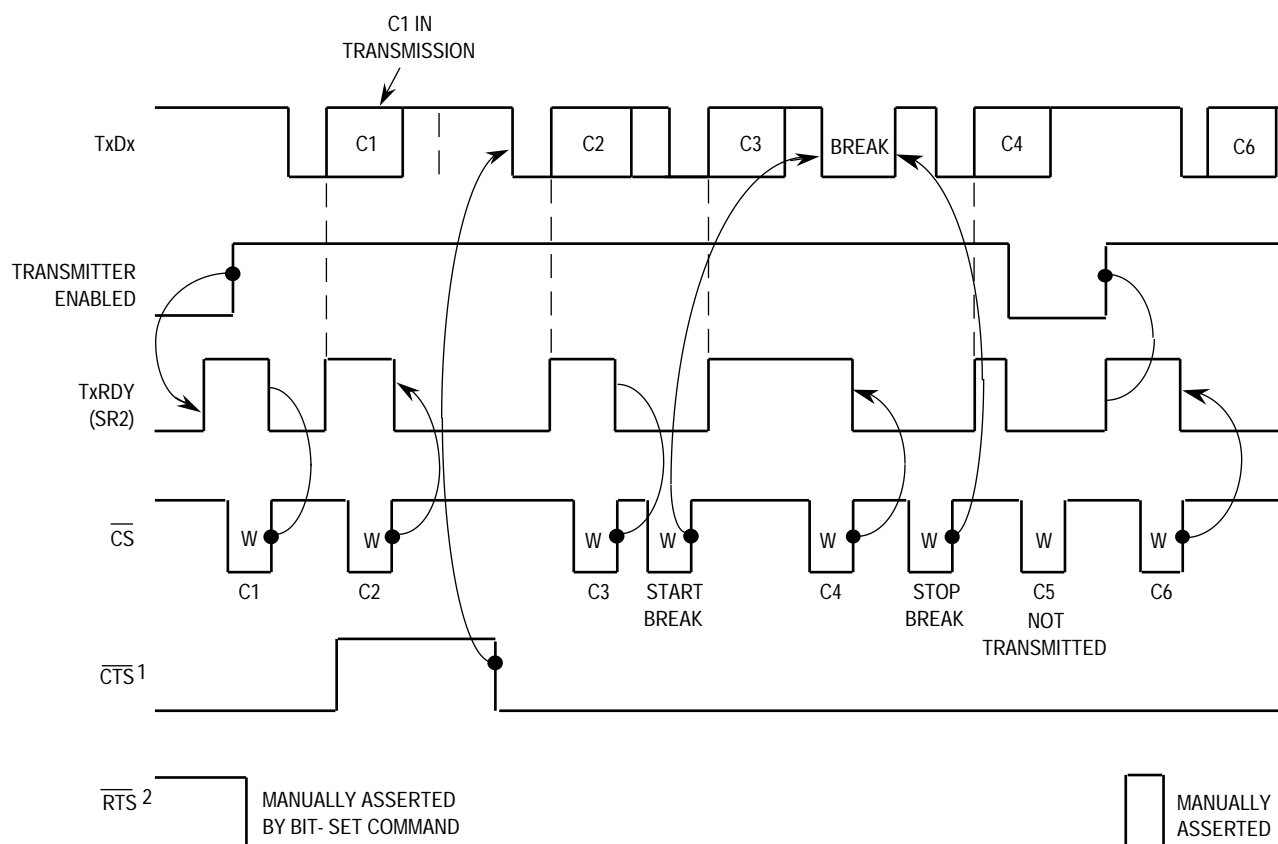 C1 IN
TRANSMISSION
TxDx
C1
C2
C3
BREAK
C4
C6
TRANSMITTER
ENABLED
TxRDY
(SR2)
CS
W
W
W
W
W
W
W
W
C1
C2
C3
START
BREAK
C4
STOP
BREAK
C5
NOT
TRANSMITTED
C6
CTS 1
RTS 2
MANUALLY ASSERTED
BY BIT- SET COMMAND
MANUALLY
ASSERTED